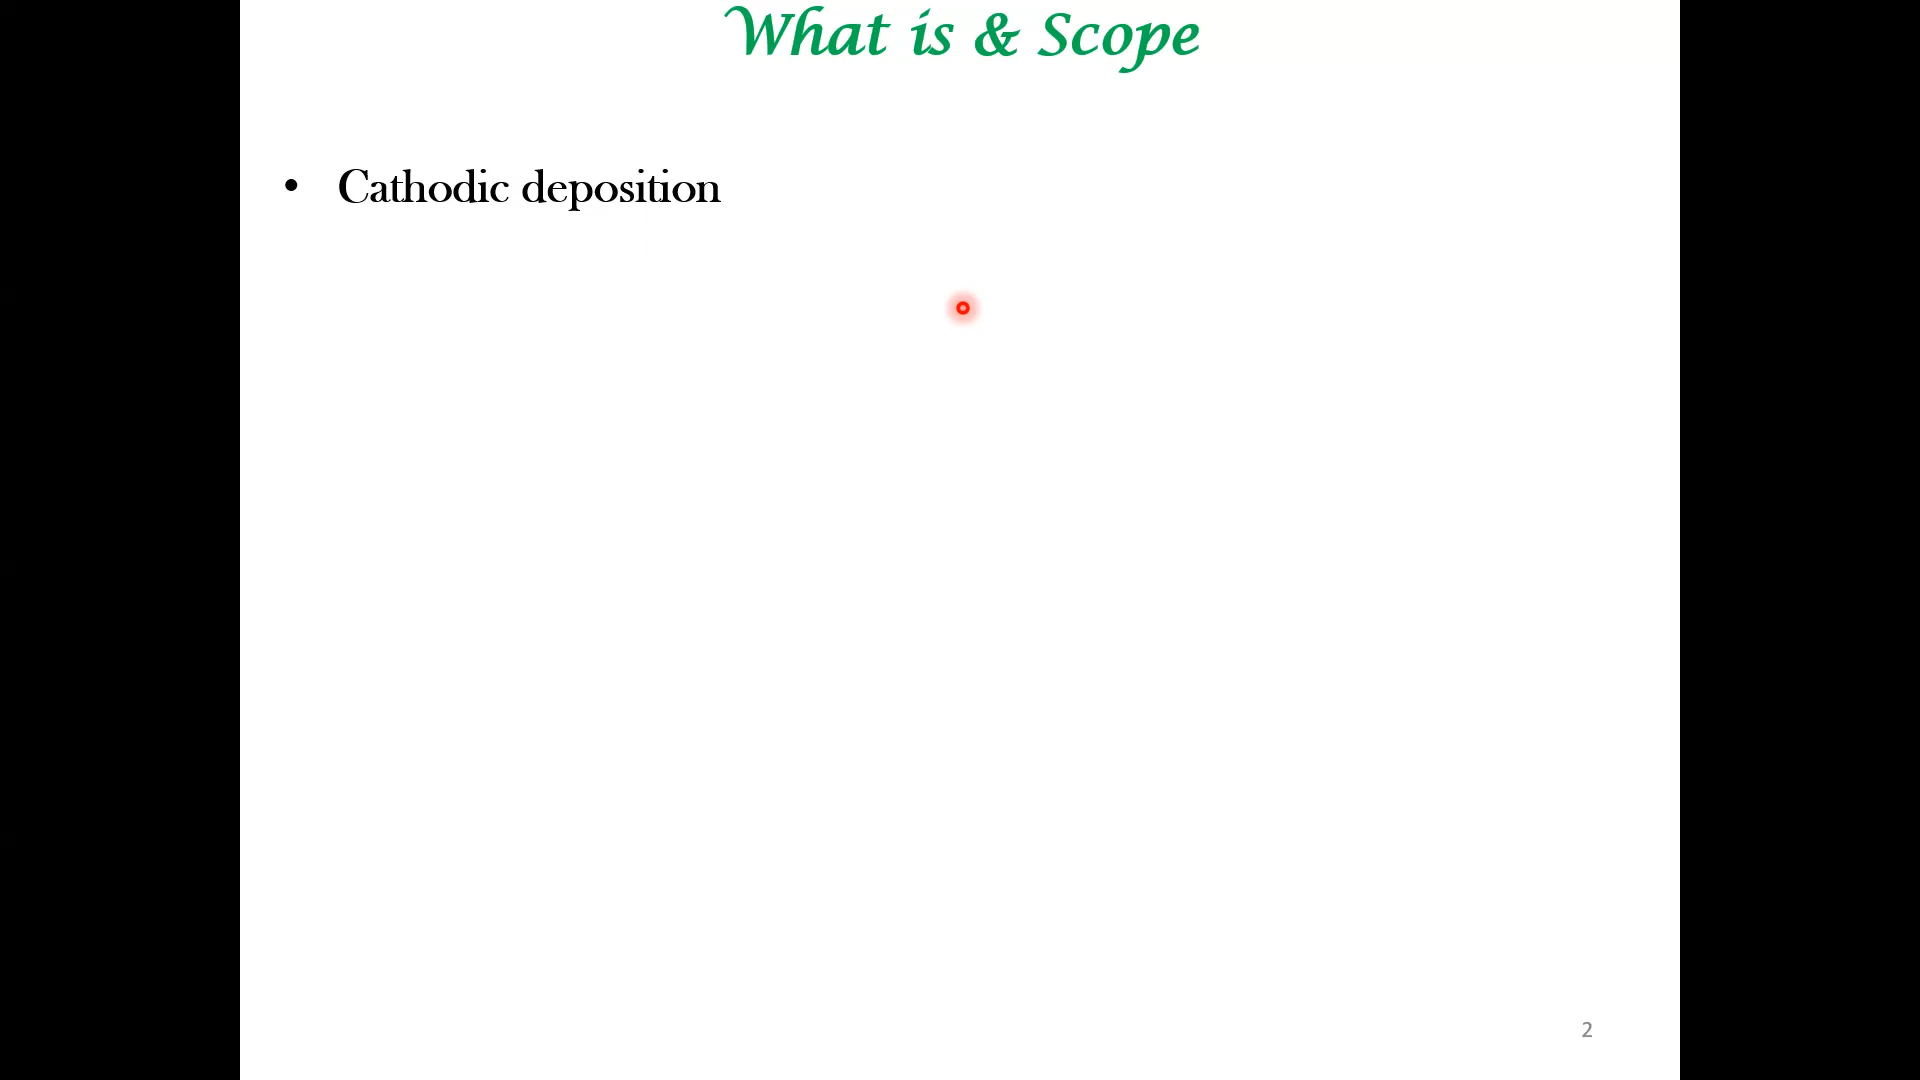 What is & Scope
• Cathodic deposition
2